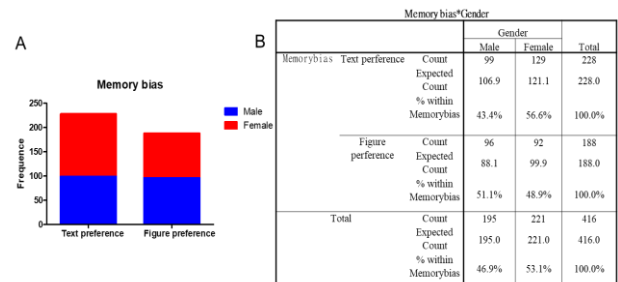 A
Memory bias
Frequence
250
200
150
100
50
0
Text preference
Figure preference
Male
Female
B
Memory bias*Gender
Gender
Male Female Total
Memorybias Text perference Count 99 129 228
Expected Count 106.9 121.1 228.0
% within Memorybias 43.4% 56.6% 100.0%
Figure perference Count 96 92 188
Expected Count 88.1 99.9 188.0
% within Memorybias 51.1% 48.9% 100.0%
Total Count 195 221 416
Expected Count 195.0 221.0 416.0
% within Memorybias 46.9% 53.1% 100.0%